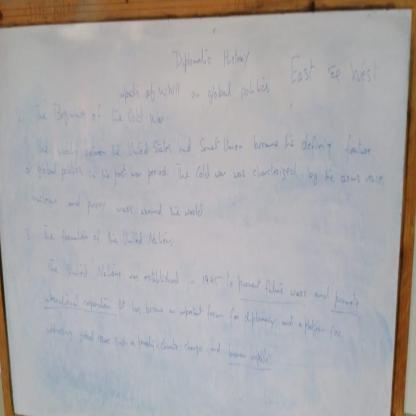 Diplomatic History
East & West
impacts of WWII on global politics
1. The Beginning of the Cold War
The rivalry between the United States and Soviet Union became the defining feature
of global politics in the post war period. The Cold war was characterized by the arms race,
and proxy wars around the world
2. The formation of the United Nations
The United Nations was established in 1945 to prevent future wars and promote
international cooperation. It has become an important forum for diplomacy and a platform for
addressing global issues such as climate change and human rights